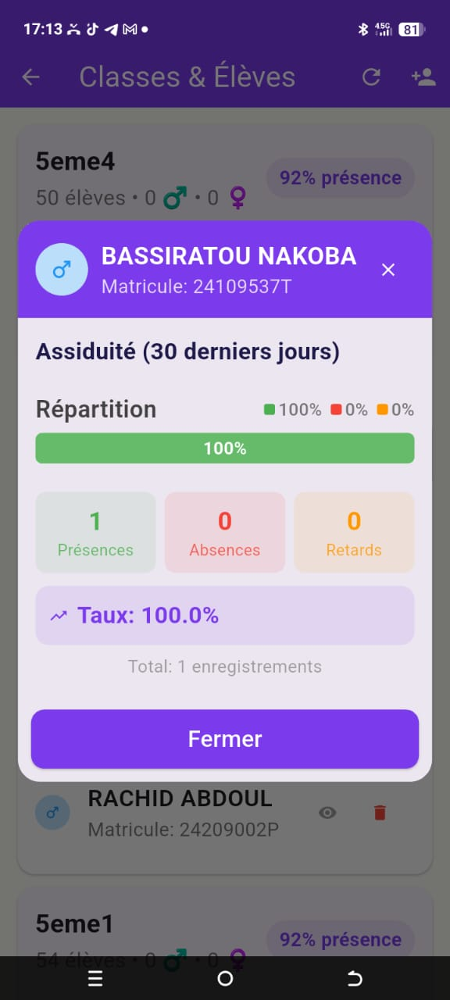 17:13
4.5G
81
Classes & Élèves
5eme4
92% présence
50 élèves • 0 ♂ • 0 ♀
BASSIRATOU NAKOBA
Matricule: 24109537T
Assiduité (30 derniers jours)
Répartition
100% 0% 0%
100%
1 0 0
Présences Absences Retards
Taux: 100.0%
Total: 1 enregistrements
Fermer
RACHID ABDOUL
Matricule: 24209002P
5eme1
92% présence
54 élèves • 0 ♂ • 0 ♀